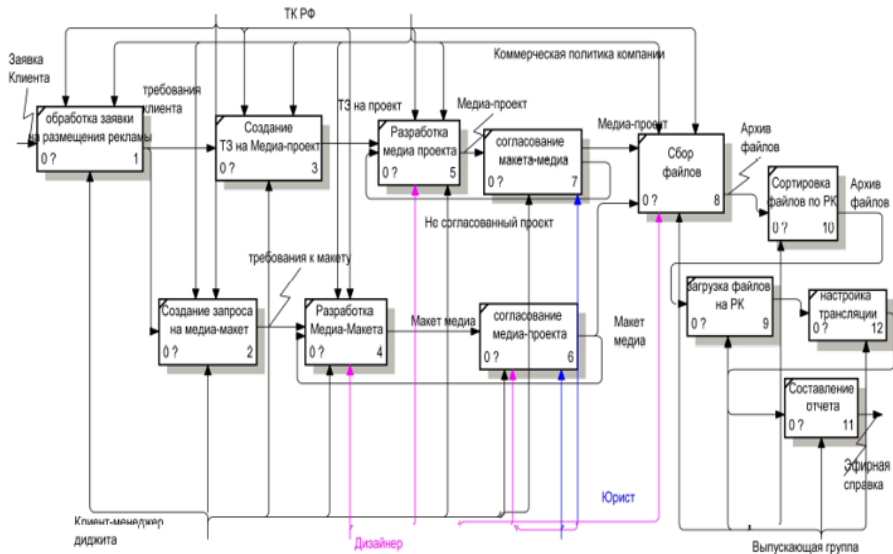 ТК РФ
Коммерческая политика компании
Заявка
Клиента
требования
клиента
обработка заявки
на размещения рекламы
0 ?
1
Создание
ТЗ на Медиа-проект
0 ?
3
ТЗ на проект
Разработка
медиа проекта
0 ?
5
Медиа-проект
согласование
макета-медиа
0 ?
7
Медиа-проект
Сбор
файлов
0 ?
8
Архив
файлов
Сортировка
файлов по РК
0 ?
10
Архив
файлов
Не согласованный проект
требования к макету
Создание запроса
на медиа-макет
0 ?
2
Разработка
Медиа-Макета
0 ?
4
Макет медиа
согласование
медиа-проекта
0 ?
6
Макет
медиа
загрузка файлов
на РК
0 ?
9
настройка
трансляции
0 ?
12
Составление
отчета
0 ?
11
Эфирная
справка
Клиент-менеджер
диджита
Дизайнер
Юрист
Выпускающая группа